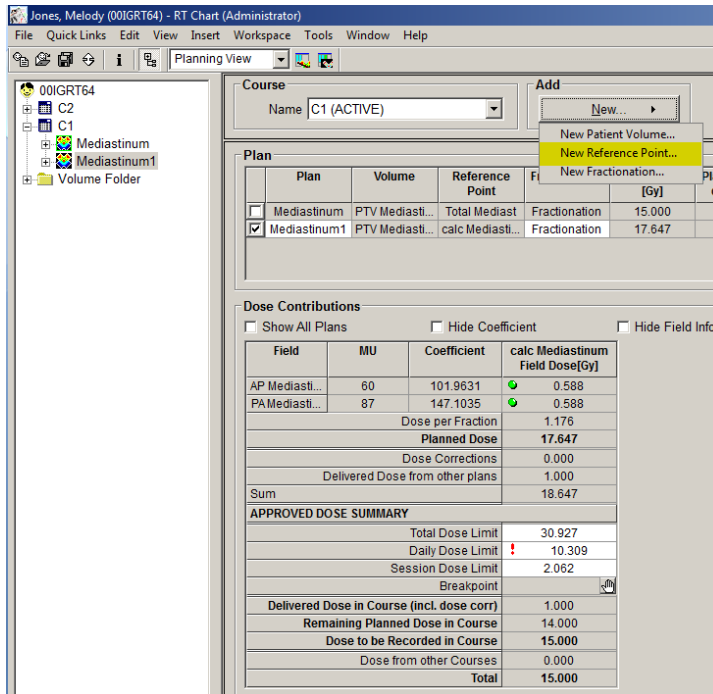 Jones, Melody (00IGRT64) - RT Chart (Administrator)
File Quick Links Edit View Insert Workspace Tools Window Help
Planning View
00IGRT64
C2
C1
Mediastinum
Mediastinum1
Volume Folder
Course
Name C1 (ACTIVE)
Add
New...
New Patient Volume...
New Reference Point...
New Fractionation...
Plan
Plan Volume Reference Point [Gy]
Mediastinum PTV Mediasti... Total Mediast Fractionation 15.000
Mediastinum1 PTV Mediasti... calc Mediasti... Fractionation 17.647
Dose Contributions
Show All Plans Hide Coefficient Hide Field Info
Field MU Coefficient calc Mediastinum Field Dose[Gy]
AP Mediasti... 60 101.9631 0.588
PA Mediasti... 87 147.1035 0.588
Dose per Fraction 1.176
Planned Dose 17.647
Dose Corrections 0.000
Delivered Dose from other plans 1.000
Sum 18.647
APPROVED DOSE SUMMARY
Total Dose Limit 30.927
Daily Dose Limit ! 10.309
Session Dose Limit 2.062
Breakpoint
Delivered Dose in Course (incl. dose corr) 1.000
Remaining Planned Dose in Course 14.000
Dose to be Recorded in Course 15.000
Dose from other Courses 0.000
Total 15.000